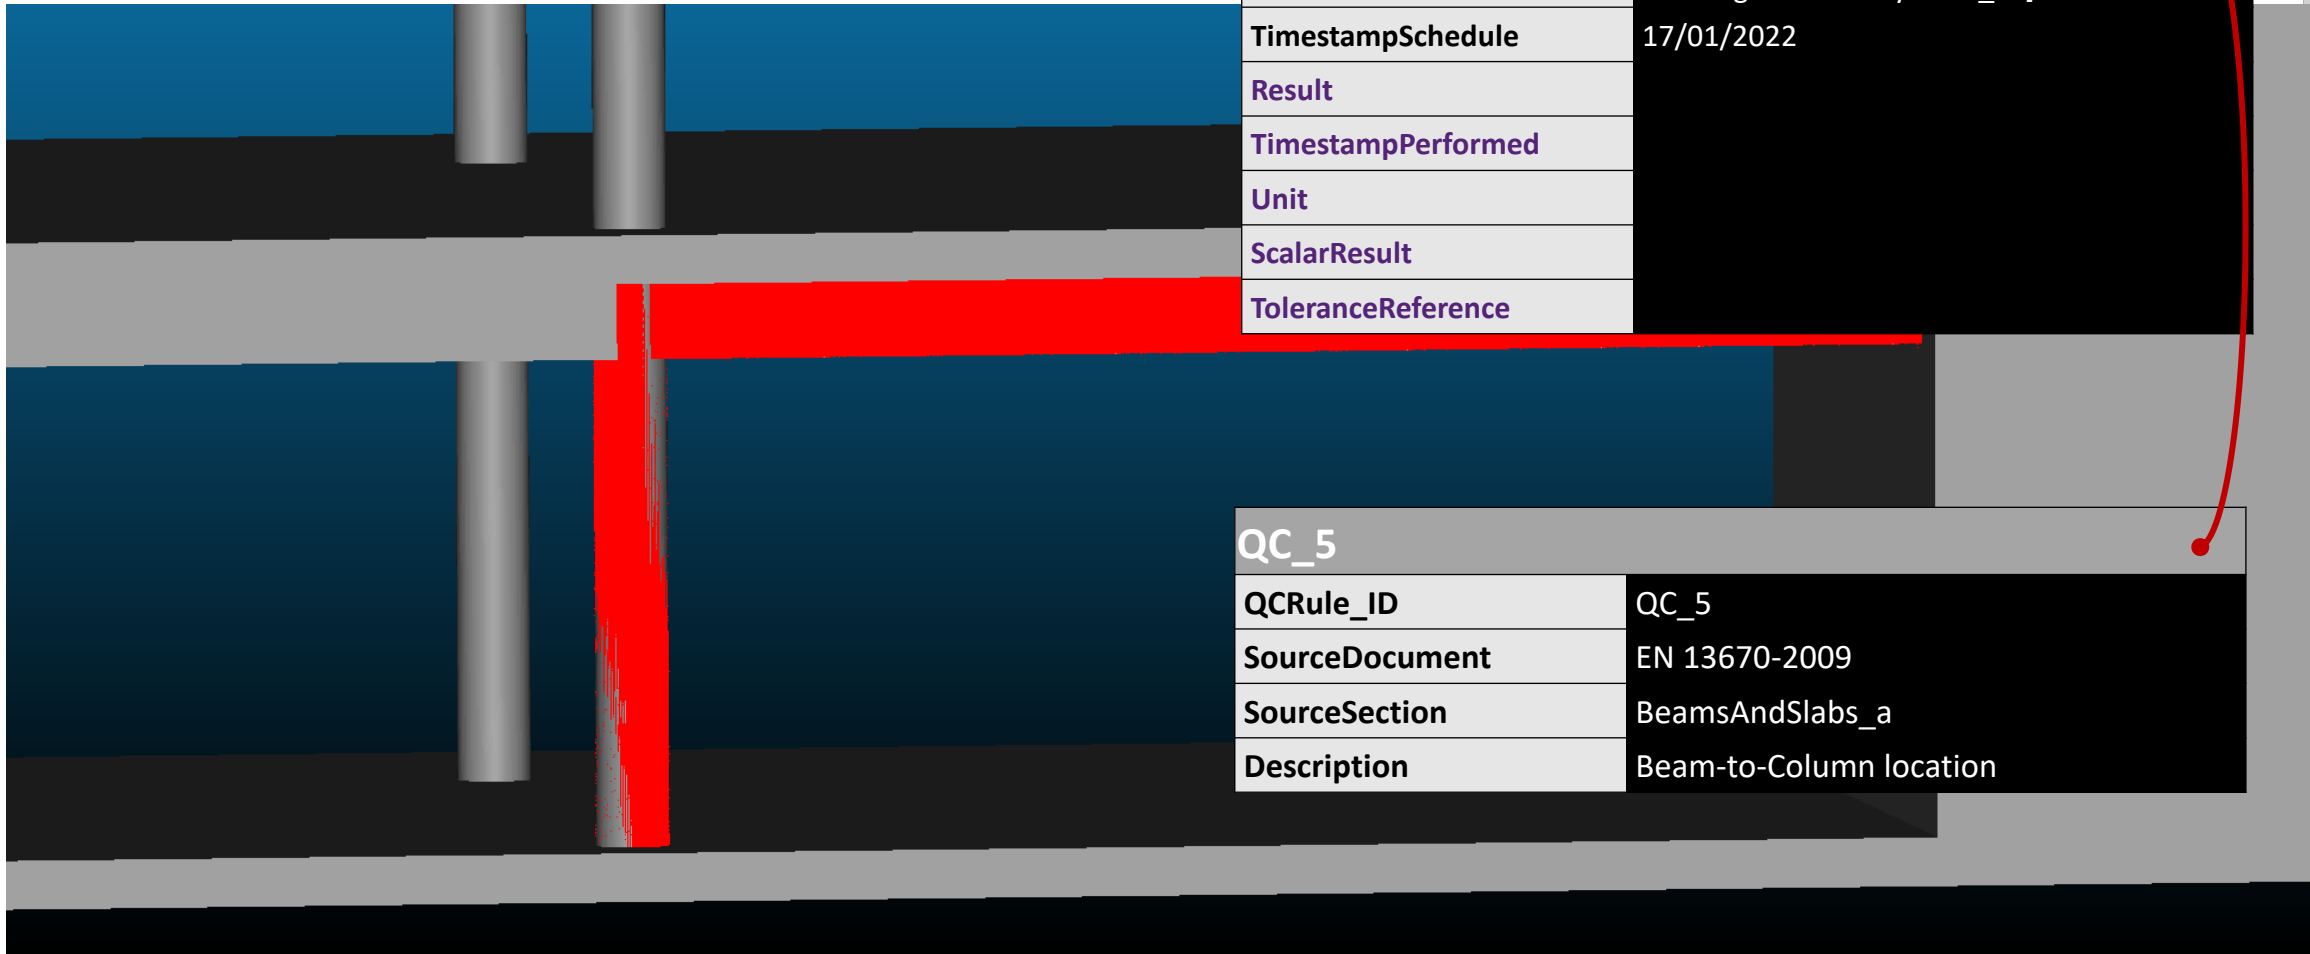 TimestampSchedule 17/01/2022
Result
TimestampPerformed
Unit
ScalarResult
ToleranceReference
QC_5
QCRule_ID QC_5
SourceDocument EN 13670-2009
SourceSection BeamsAndSlabs_a
Description Beam-to-Column location